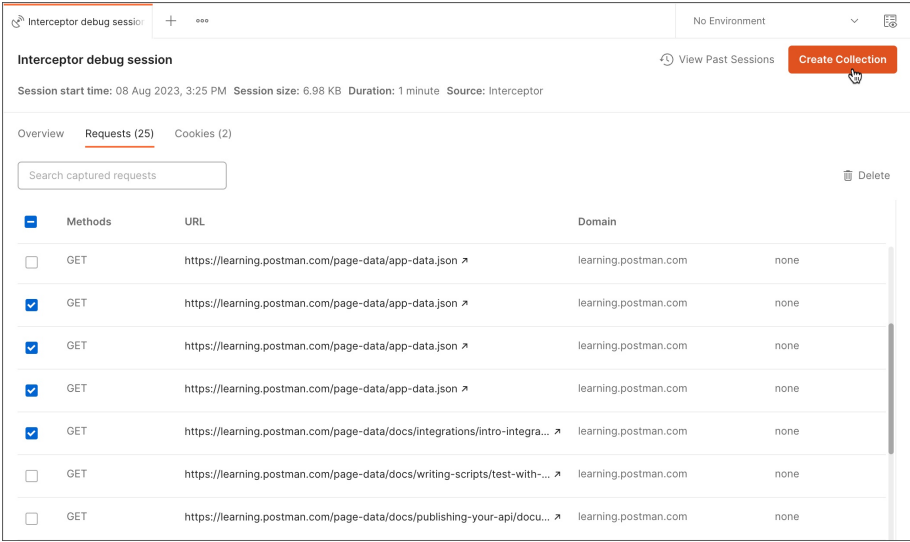 Interceptor debug session No Environment
Interceptor debug session View Past Sessions Create Collection
Session start time: 08 Aug 2023, 3:25 PM Session size: 6.98 KB Duration: 1 minute Source: Interceptor
Overview Requests (25) Cookies (2)
Search captured requests Delete
Methods URL Domain
GET https://learning.postman.com/page-data/app-data.json learning.postman.com none
GET https://learning.postman.com/page-data/app-data.json learning.postman.com none
GET https://learning.postman.com/page-data/app-data.json learning.postman.com none
GET https://learning.postman.com/page-data/app-data.json learning.postman.com none
GET https://learning.postman.com/page-data/docs/integrations/intro-integra... learning.postman.com none
GET https://learning.postman.com/page-data/docs/writing-scripts/test-with-... learning.postman.com none
GET https://learning.postman.com/page-data/docs/publishing-your-api/docu... learning.postman.com none